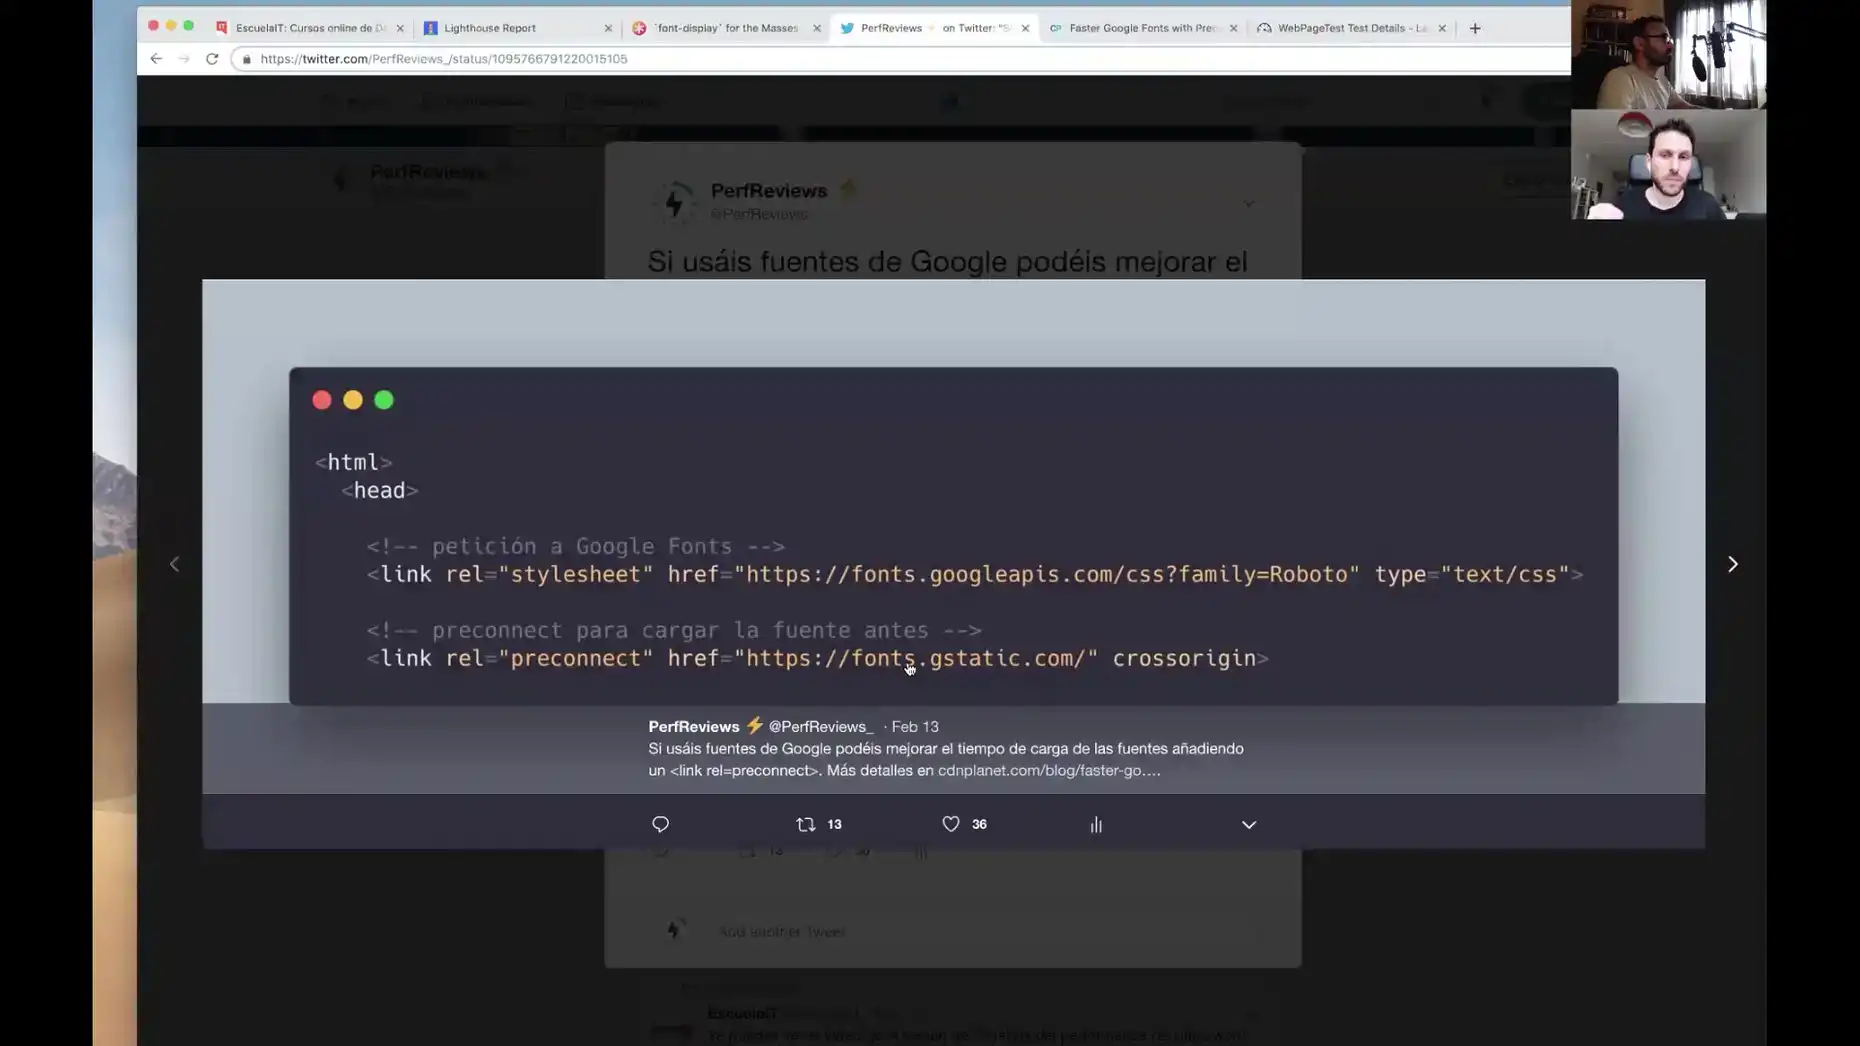 EscuelaIT: Cursos online de De
Lighthouse Report
`font-display` for the Masses
PerfReviews on Twitter: "Si
Faster Google Fonts with Prec
WebPageTest Test Details - La
https://twitter.com/PerfReviews_/status/1095766791220015105
PerfReviews
PerfReviews
@PerfReviews_
Si usáis fuentes de Google podéis mejorar el
<html>
<head>
<!-- petición a Google Fonts -->
<link rel="stylesheet" href="https://fonts.googleapis.com/css?family=Roboto" type="text/css">
<!-- preconnect para cargar la fuente antes -->
<link rel="preconnect" href="https://fonts.gstatic.com/" crossorigin>
PerfReviews ⚡ @PerfReviews_ · Feb 13
Si usáis fuentes de Google podéis mejorar el tiempo de carga de las fuentes añadiendo
un <link rel=preconnect>. Más detalles en cdnplanet.com/blog/faster-go….
13
36
Add another Tweet
EscuelaIT